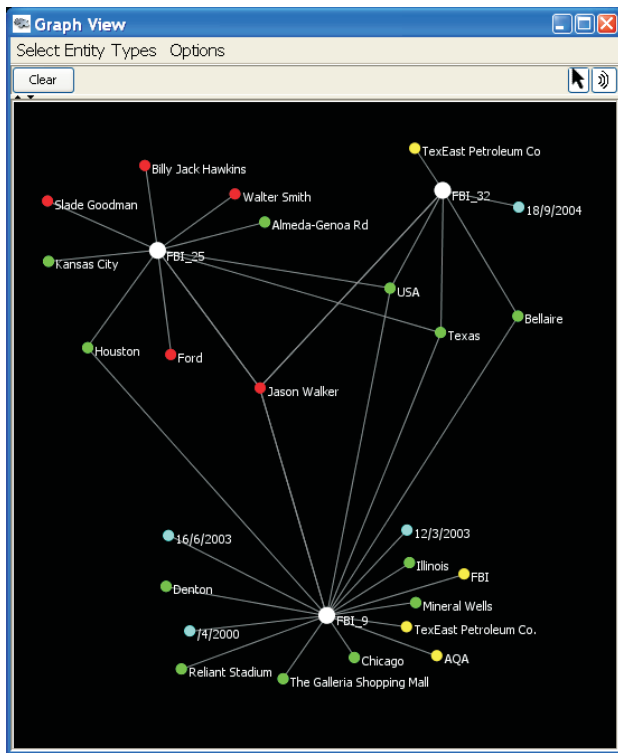 Graph View
Select Entity Types Options
Clear
TexEast Petroleum Co
Billy Jack Hawkins
Slade Goodman
Walter Smith
FBI_32
18/9/2004
Almeda-Genoa Rd
Kansas City
FBI_25
USA
Bellaire
Texas
Houston
Ford
Jason Walker
16/6/2003
12/3/2003
Illinois
FBI
Denton
Mineral Wells
FBI_9
TexEast Petroleum Co.
/4/2000
Chicago
AQA
Reliant Stadium
The Galleria Shopping Mall